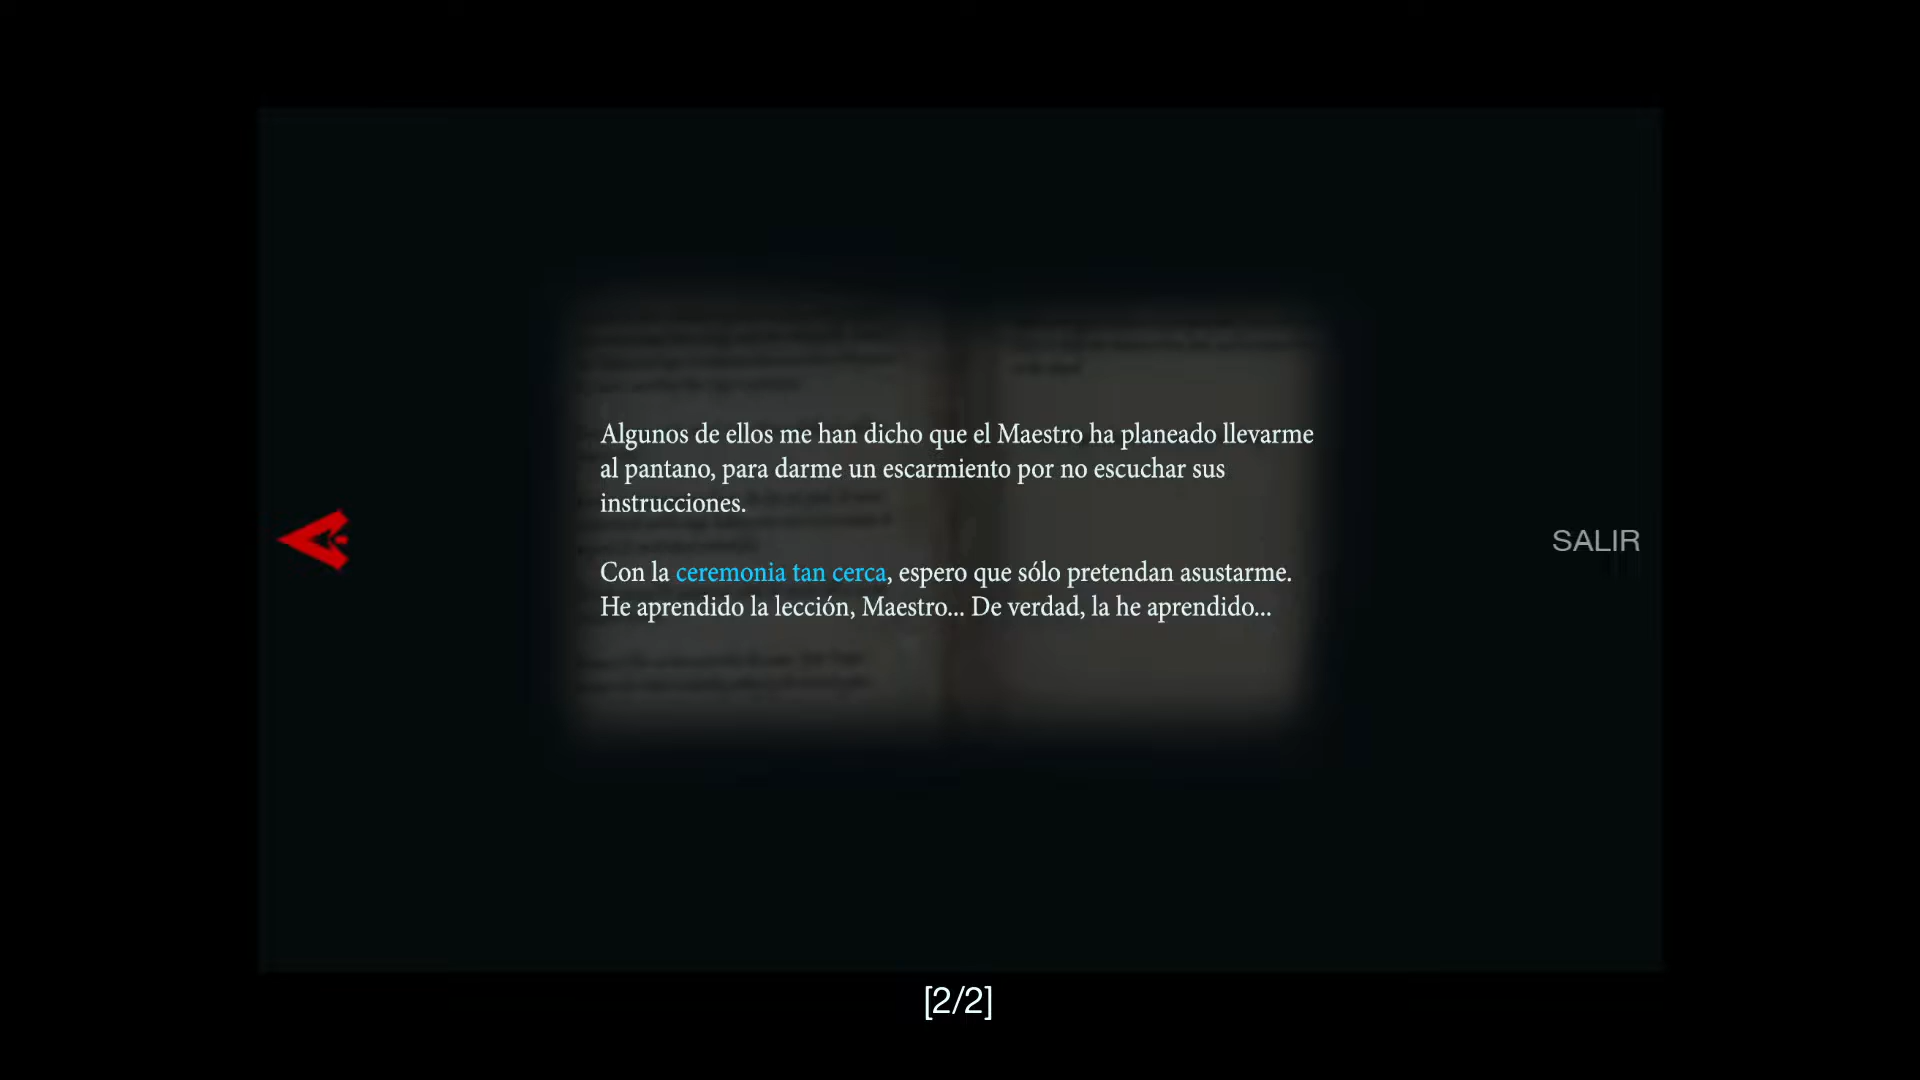 Algunos de ellos me han dicho que el Maestro ha planeado llevarme
al pantano, para darme un escarmiento por no escuchar sus
instrucciones.
Con la ceremonia tan cerca, espero que sólo pretendan asustarme.
He aprendido la lección, Maestro... De verdad, la he aprendido...
SALIR
[2/2]